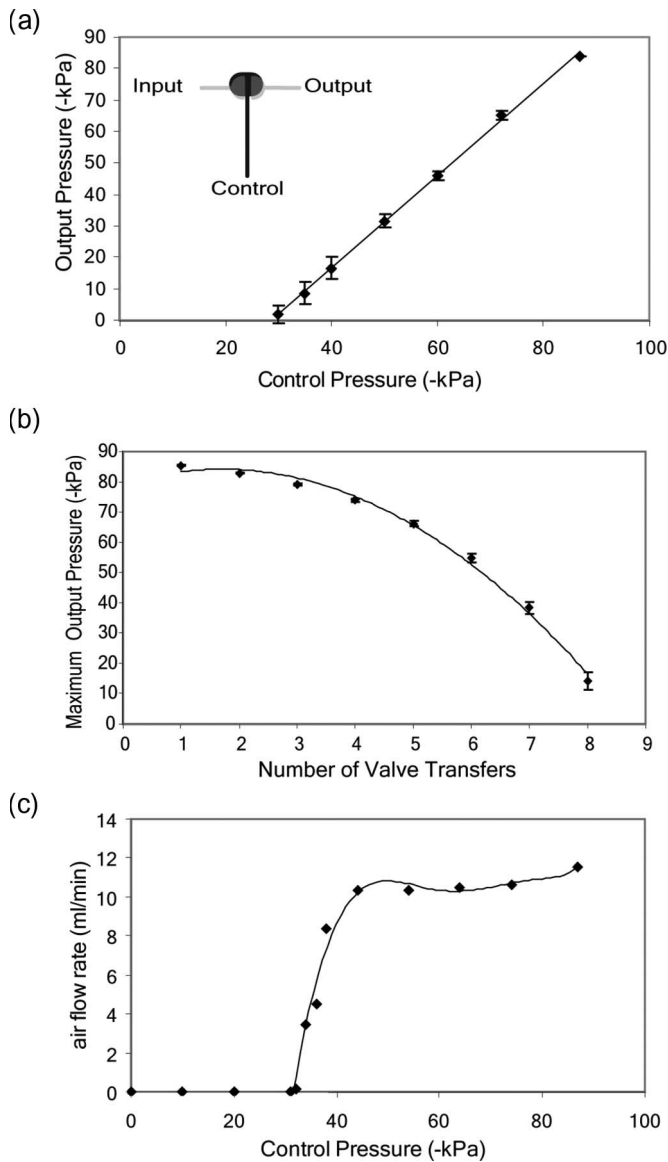 (a)
Output Pressure (-kPa)
90
80
70
60
50
40
30
20
10
0
Input
Output
Control
0 20 40 60 80 100
Control Pressure (-kPa)
(b)
Maximum Output Pressure (-kPa)
90
80
70
60
50
40
30
20
10
0
0 1 2 3 4 5 6 7 8 9
Number of Valve Transfers
(c)
air flow rate (ml/min)
14
12
10
8
6
4
2
0
0 20 40 60 80 100
Control Pressure (-kPa)